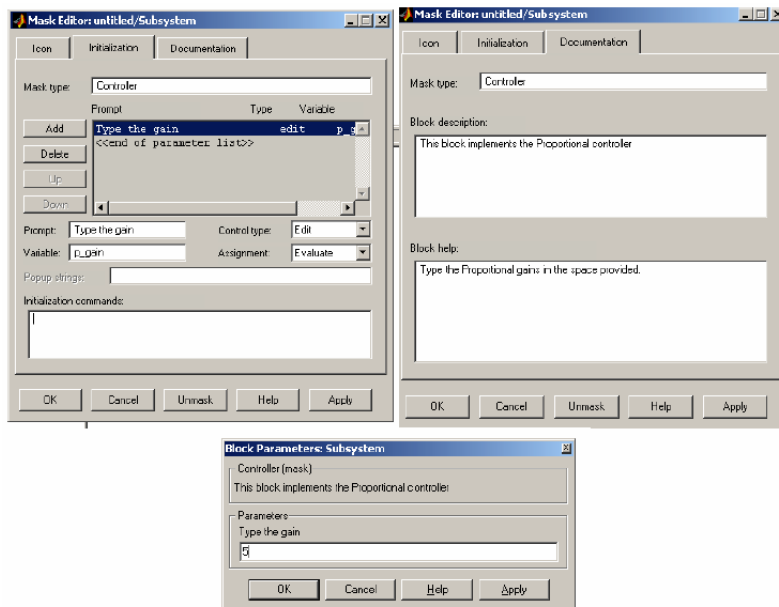 Mask Editor: untitled/Subsystem
Icon Initialization Documentation
Mask type: Controller
Prompt Type Variable
Add
Delete
Up
Down
Type the gain edit p_g
<<end of parameter list>>
Prompt: Type the gain Control type: Edit
Variable: p_gain Assignment: Evaluate
Popup strings:
Initialization commands:
OK Cancel Unmask Help Apply
Mask Editor: untitled/Subsystem
Icon Initialization Documentation
Mask type: Controller
Block description:
This block implements the Proportional controller
Block help:
Type the Proportional gains in the space provided.
OK Cancel Unmask Help Apply
Block Parameters: Subsystem
Controller (mask)
This block implements the Proportional controller
Parameters
Type the gain
5
OK Cancel Help Apply